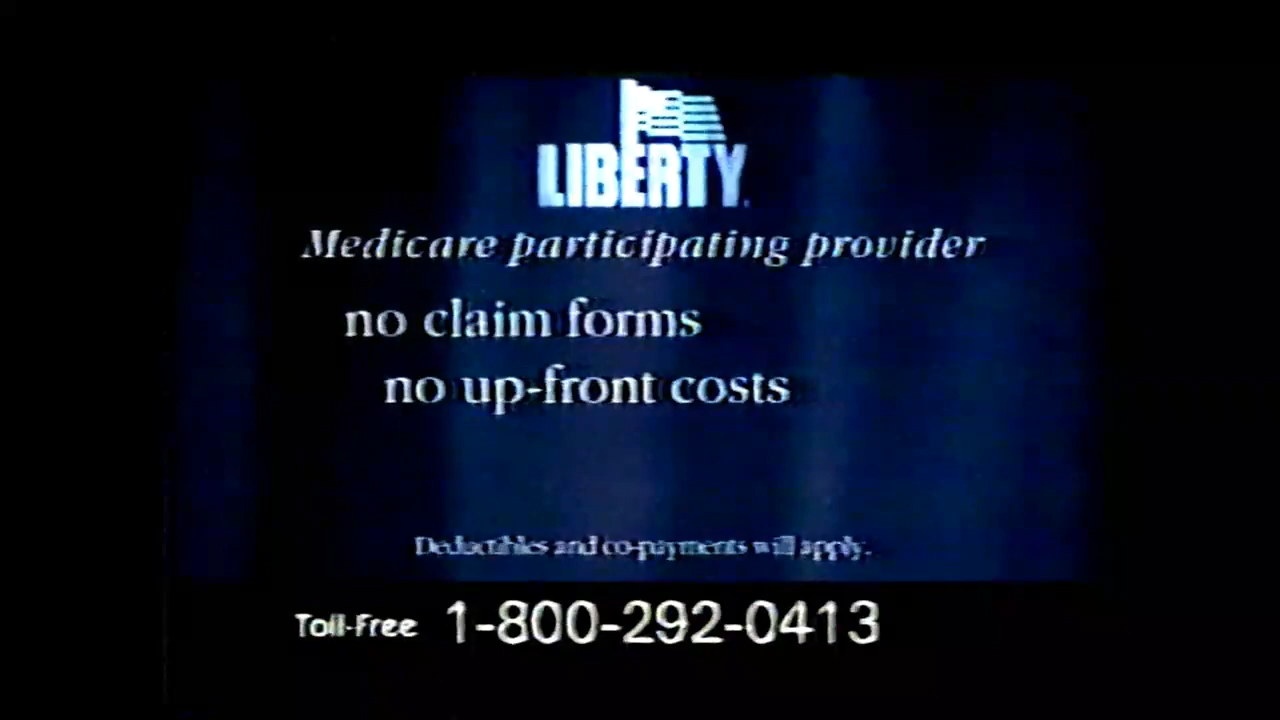 LIBERTY
Medicare participating provider
no claim forms
no up-front costs
Deductibles and co-payments will apply.
Toll-Free 1-800-292-0413